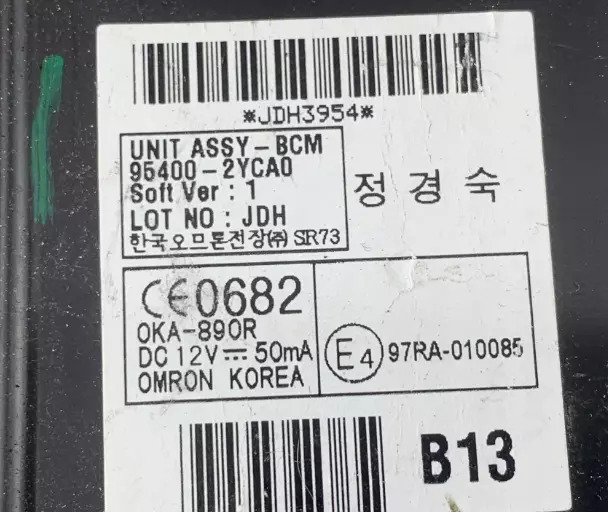 *JDH3954*
UNIT ASSY-BCM
95400-2YCA0
Soft Ver : 1
LOT NO : JDH
한국오므론전장(주) SR73
정경숙
CE0682
OKA-890R
DC 12V⎓50mA
OMRON KOREA
E4 97RA-010085
B13